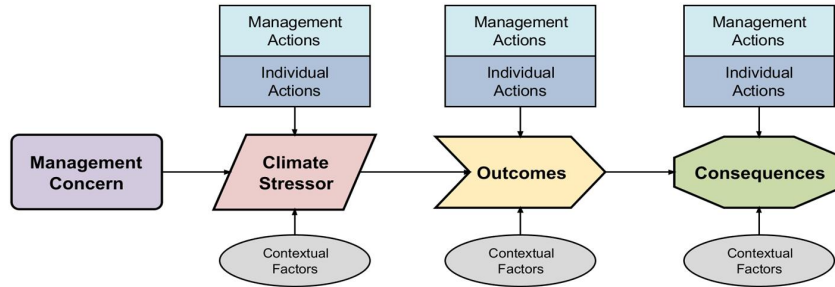 Management
Actions
Individual
Actions
Management
Actions
Individual
Actions
Management
Actions
Individual
Actions
Management
Concern
Climate
Stressor
Outcomes
Consequences
Contextual
Factors
Contextual
Factors
Contextual
Factors